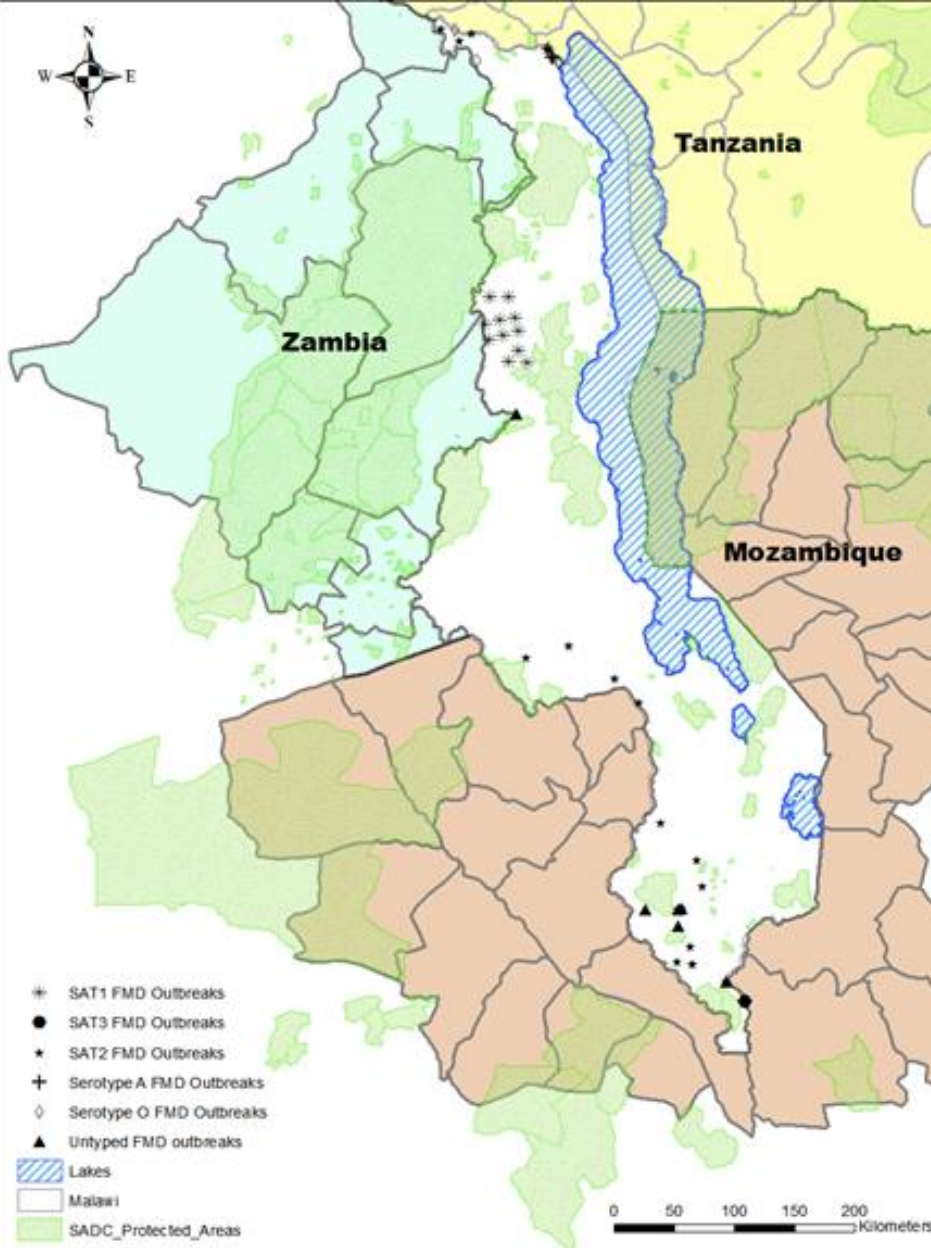 N
W E
S
Tanzania
Zambia
Mozambique
SAT1 FMD Outbreaks
SAT3 FMD Outbreaks
SAT2 FMD Outbreaks
Serotype A FMD Outbreaks
Serotype O FMD Outbreaks
Untyped FMD outbreaks
Lakes
Malawi
SADC_Protected_Areas
0 50 100 150 200
Kilometers